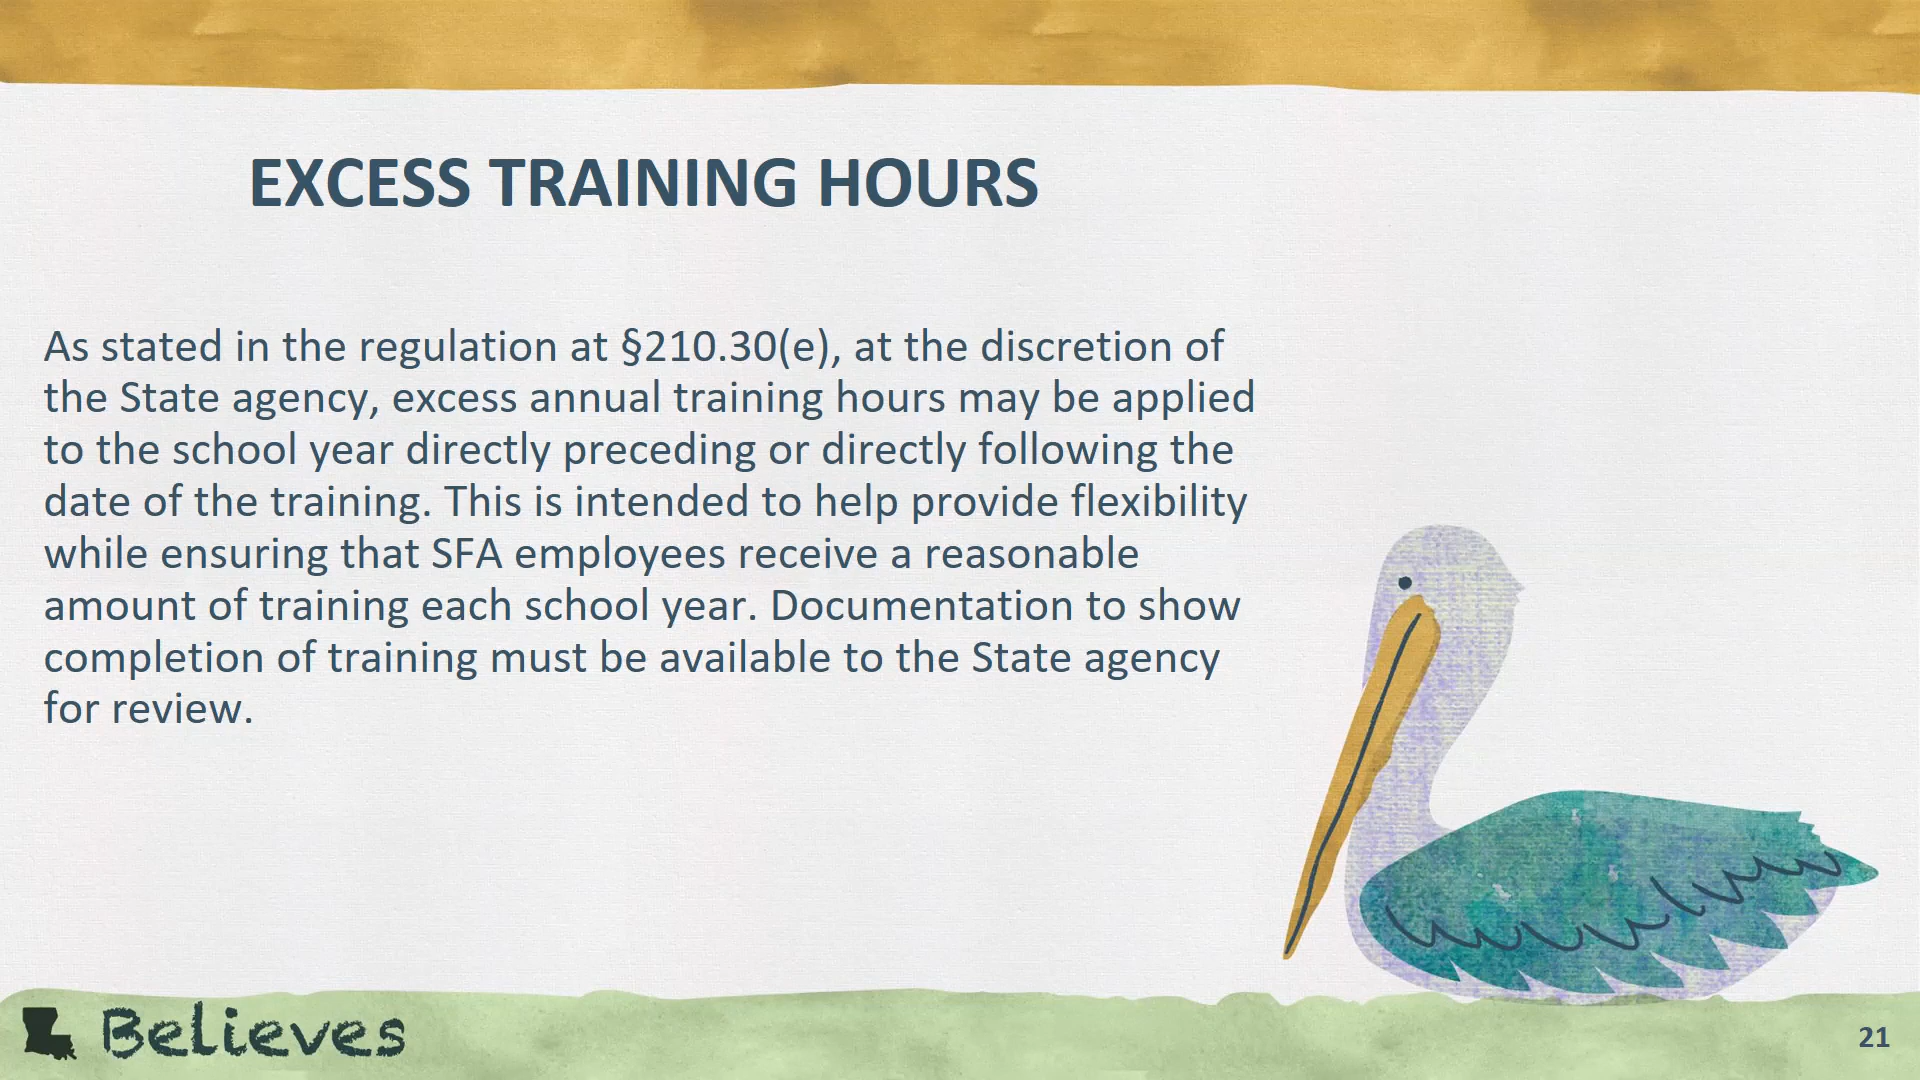 EXCESS TRAINING HOURS
As stated in the regulation at §210.30(e), at the discretion of
the State agency, excess annual training hours may be applied
to the school year directly preceding or directly following the
date of the training. This is intended to help provide flexibility
while ensuring that SFA employees receive a reasonable
amount of training each school year. Documentation to show
completion of training must be available to the State agency
for review.
Believes
21